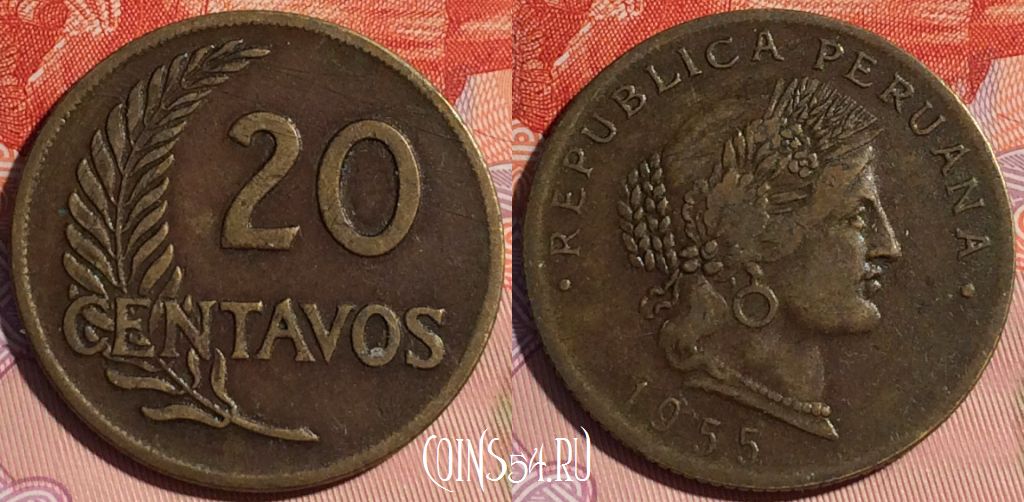 20
CENTAVOS
· REPUBLICA PERUANA ·
1955
COINS54.RU